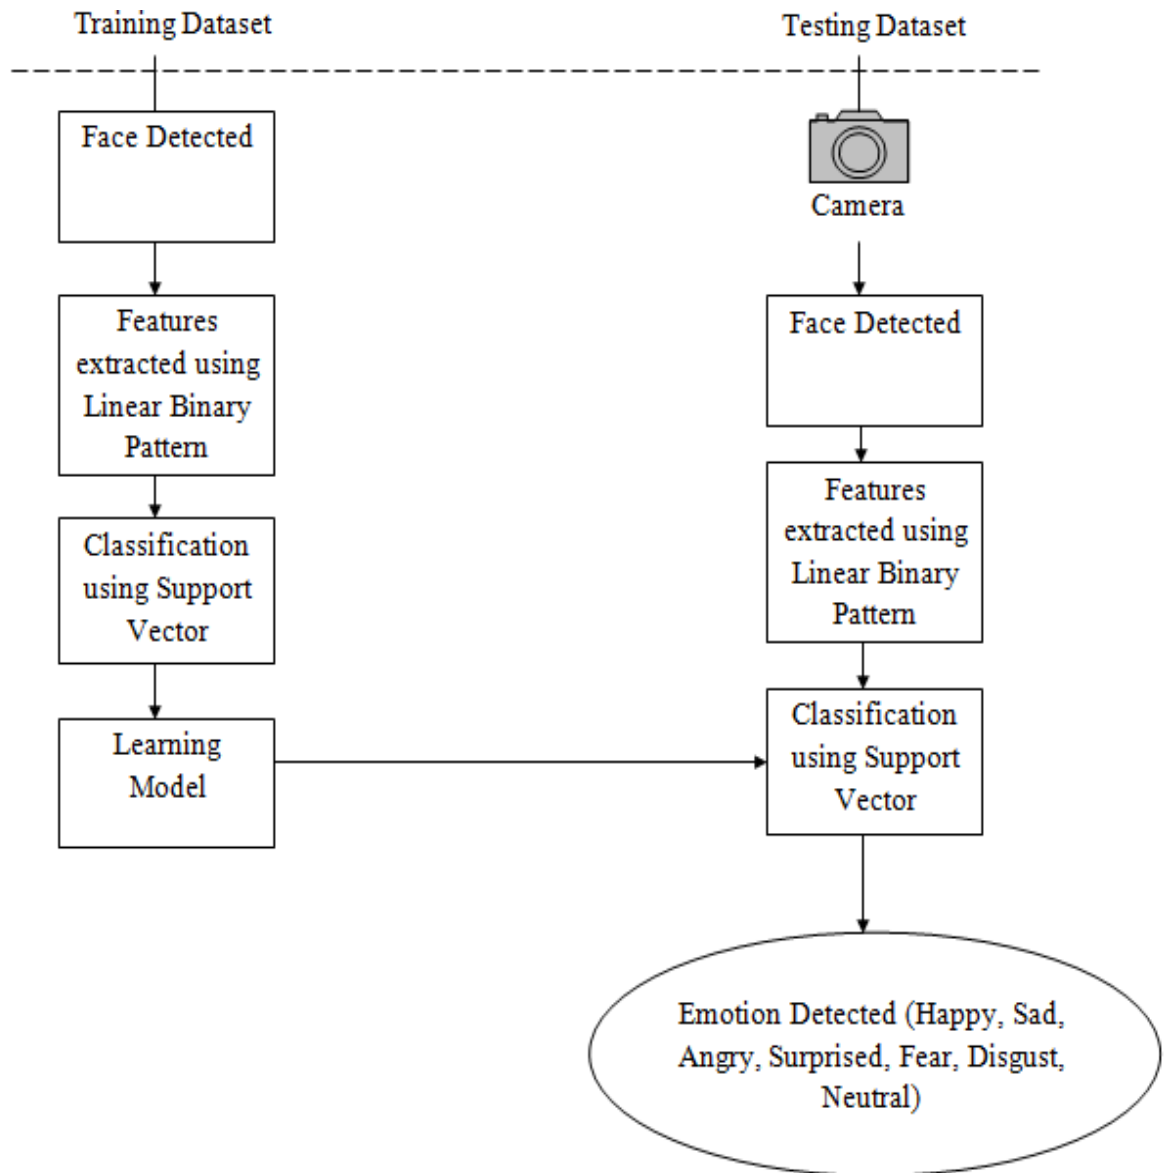 Training Dataset
Testing Dataset
Face Detected
Features
extracted using
Linear Binary
Pattern
Classification
using Support
Vector
Learning
Model
Camera
Face Detected
Features
extracted using
Linear Binary
Pattern
Classification
using Support
Vector
Emotion Detected (Happy, Sad,
Angry, Surprised, Fear, Disgust,
Neutral)